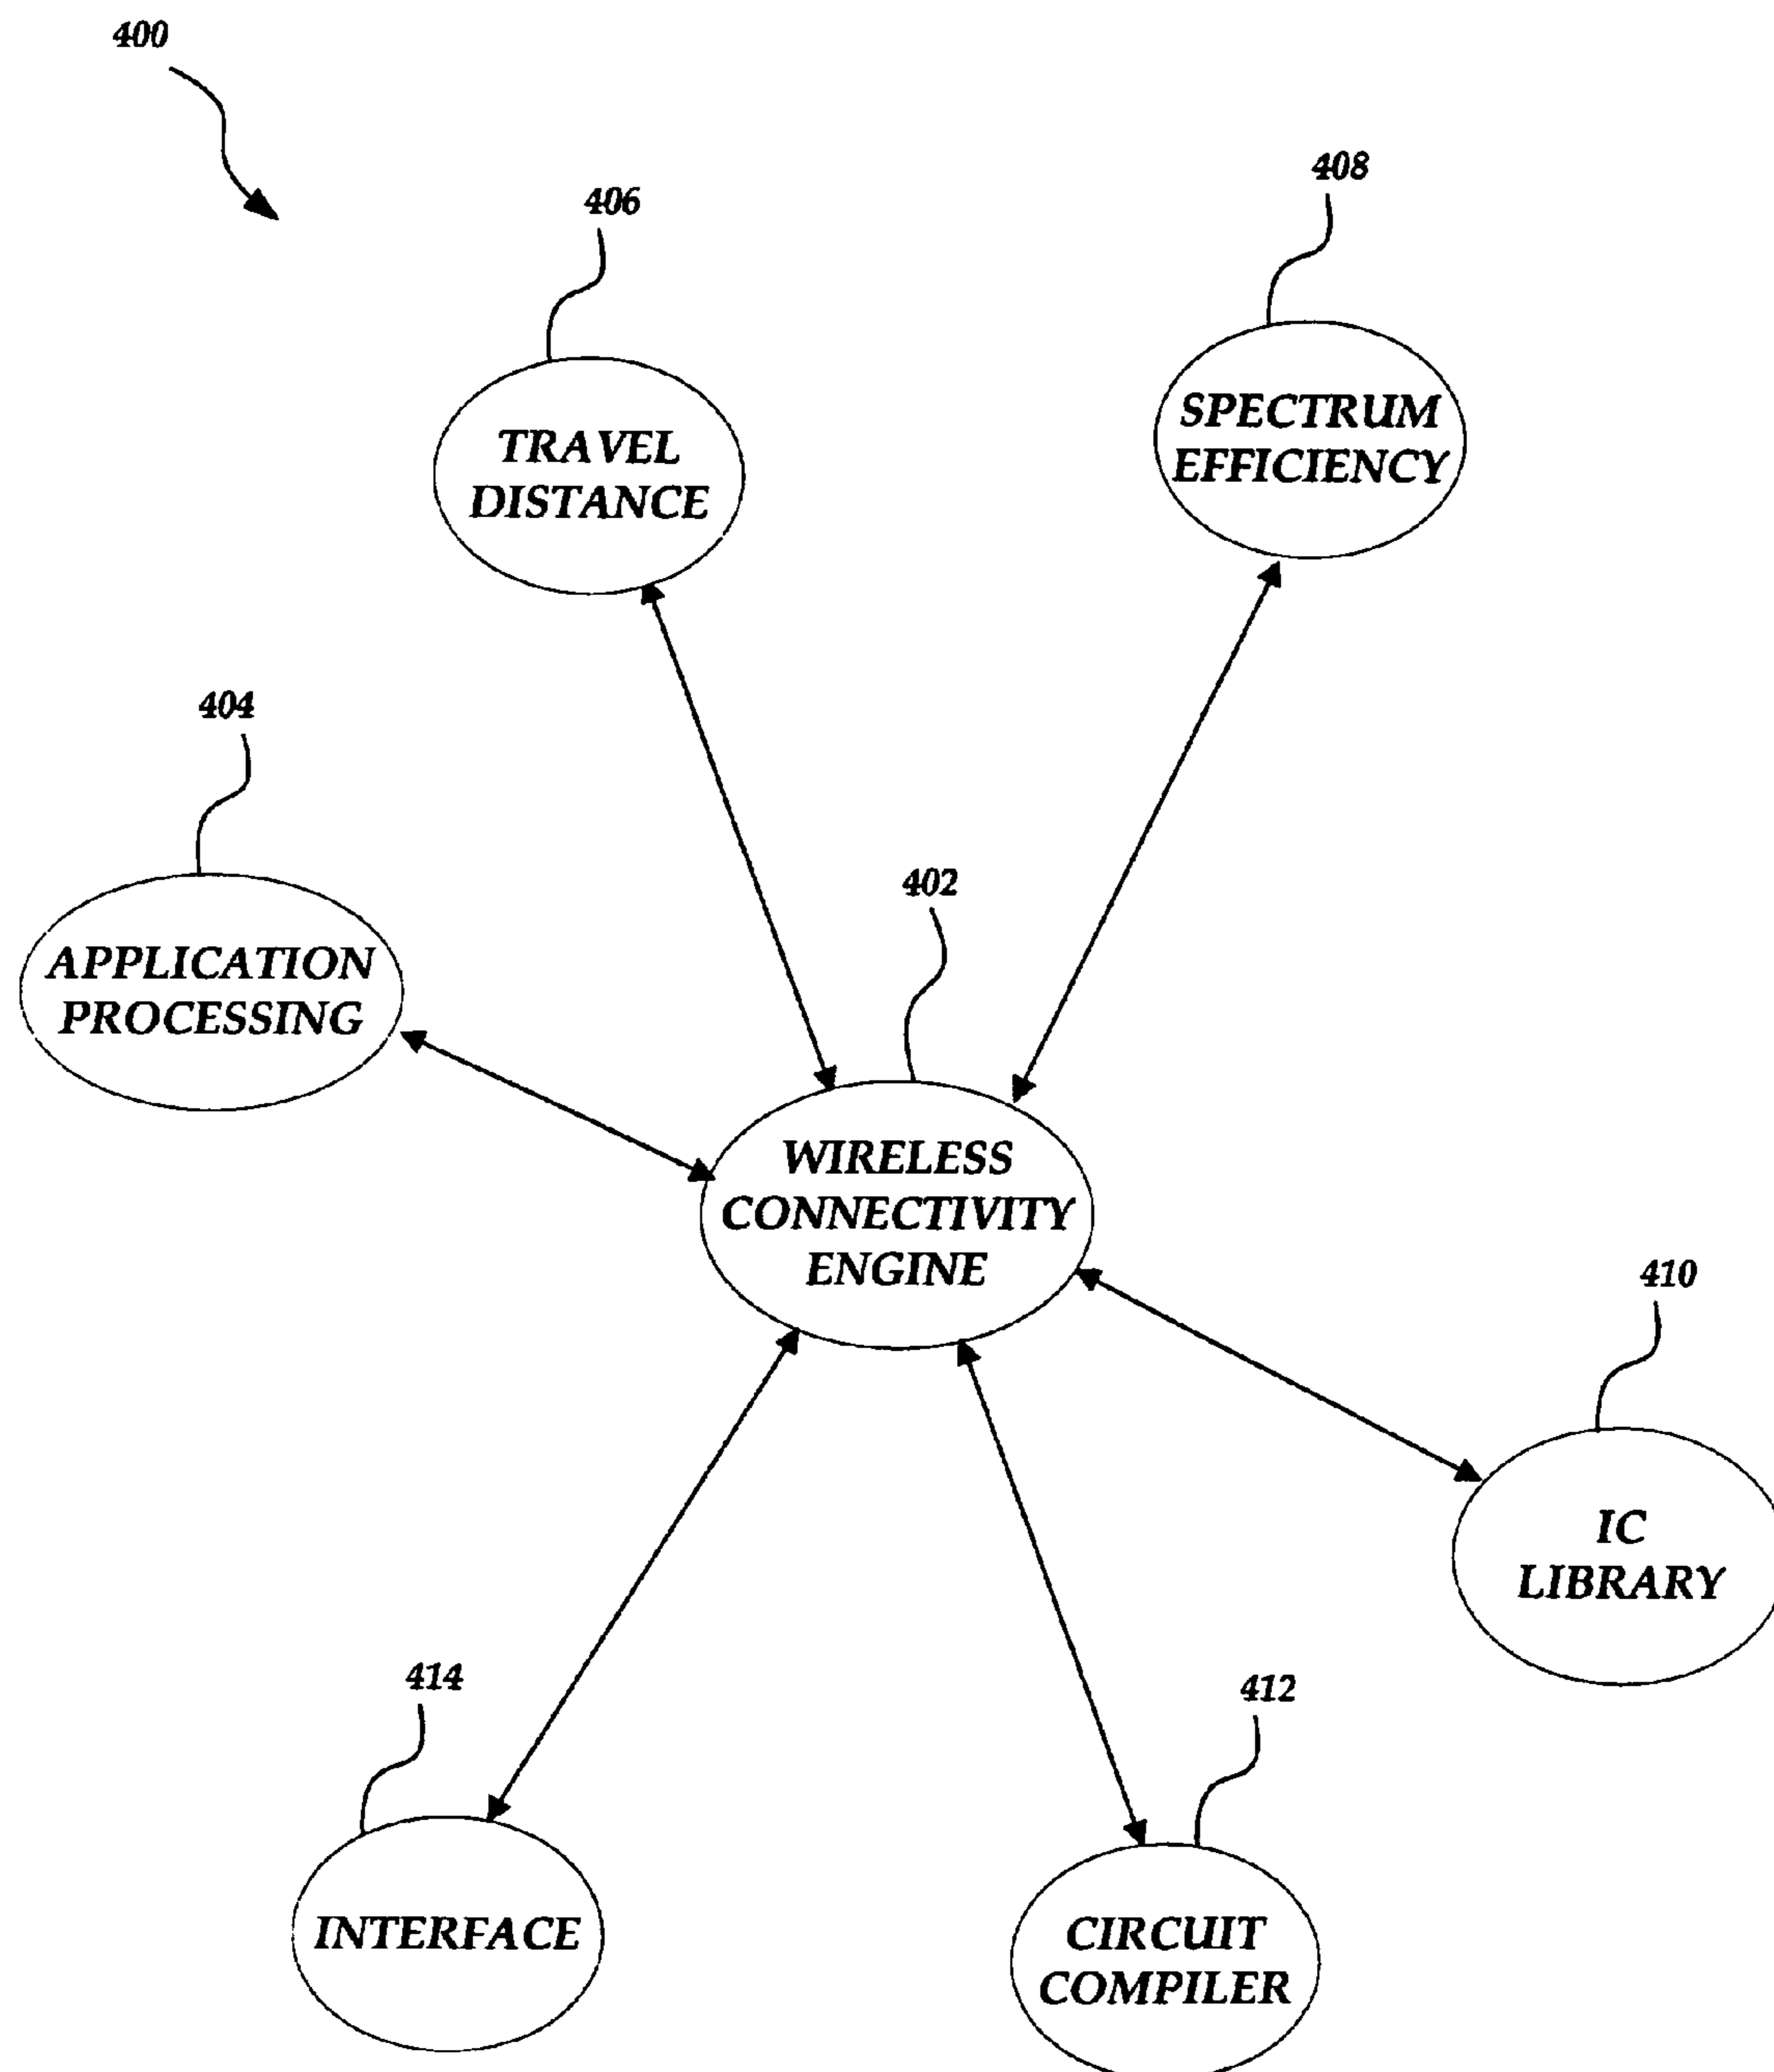 400
406
408
TRAVEL
DISTANCE
SPECTRUM
EFFICIENCY
404
402
APPLICATION
PROCESSING
WIRELESS
CONNECTIVITY
ENGINE
410
IC
LIBRARY
414
412
INTERFACE
CIRCUIT
COMPILER